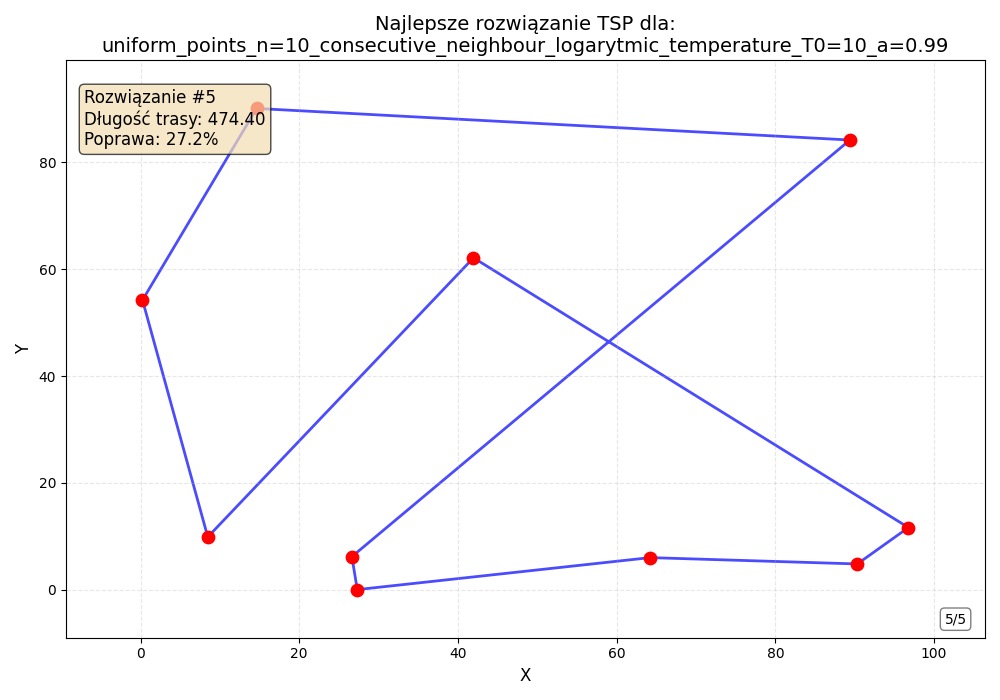 Najlepsze rozwiązanie TSP dla:
uniform_points_n=10_consecutive_neighbour_logarytmic_temperature_T0=10_a=0.99
Rozwiązanie #5
Długość trasy: 474.40
Poprawa: 27.2%
Y
80
60
40
20
0
0 20 40 60 80 100
X
5/5